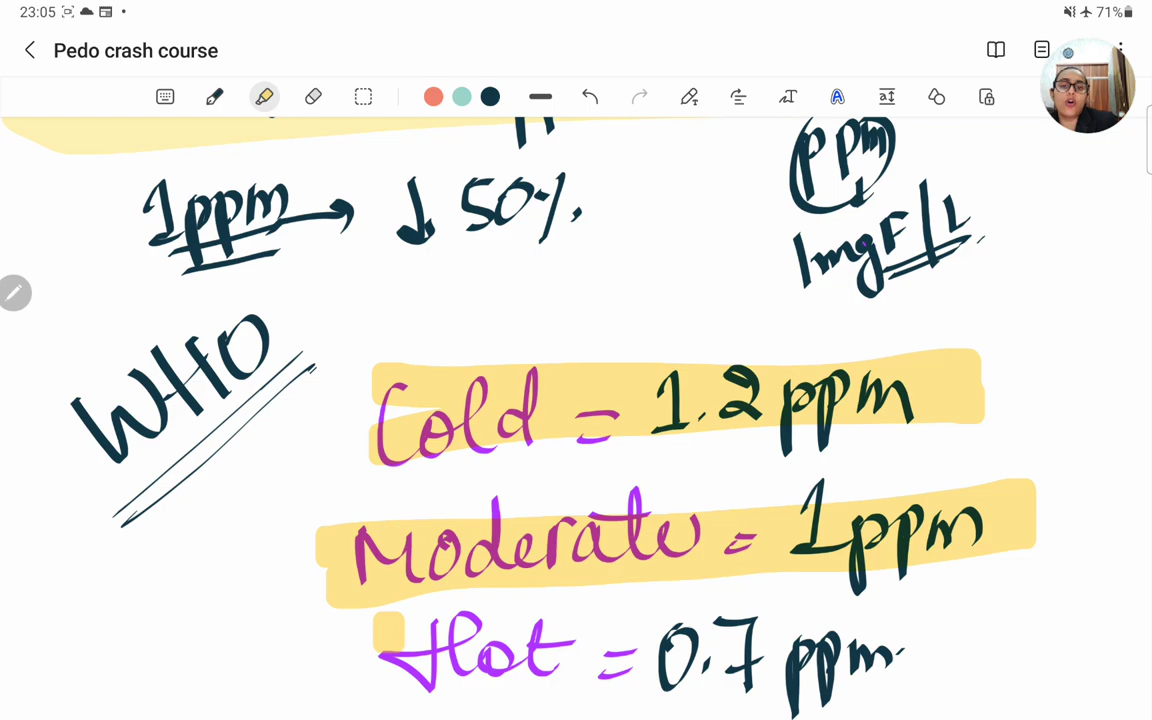 23:05 71%
Pedo crash course
1ppm → ↓ 50%.
ppm
1mgF/l
WHO
Cold = 1.2 ppm
Moderate = 1ppm
Hot = 0.7 ppm.